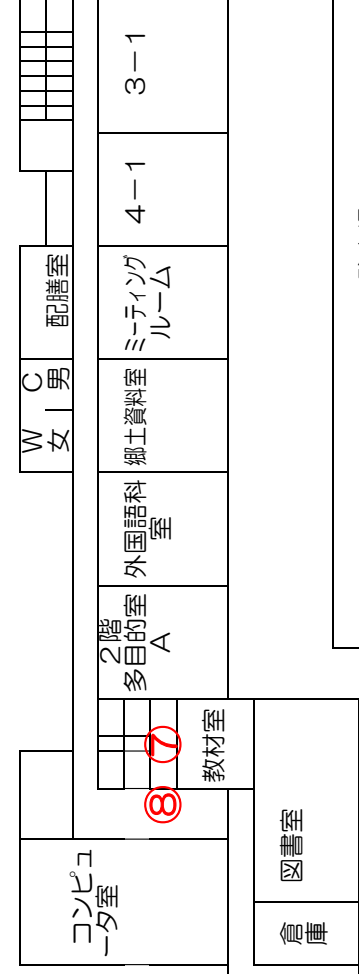 3－1
4－1
ミーティング
ルーム
配膳室
W C
女 | 男
郷土資料室
外国語科
室
2階
多目的室
A
教材室
⑦
⑧
コンピュ
ータ室
図書室
倉庫